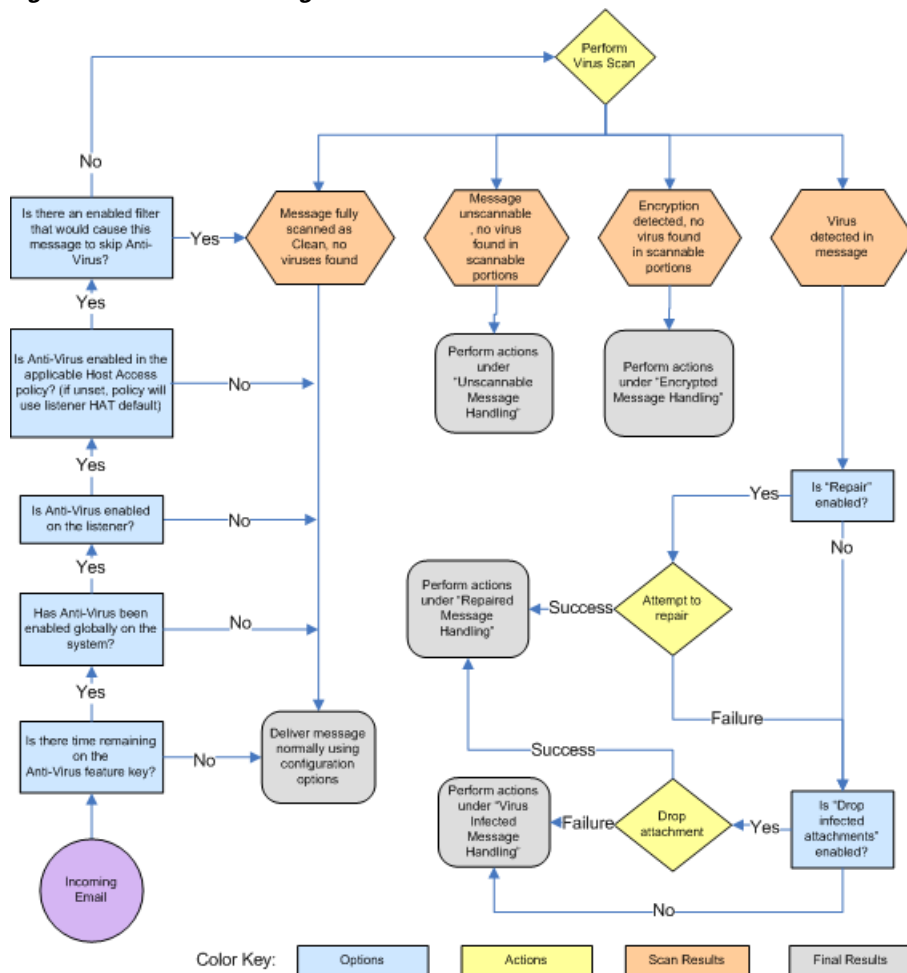 Perform
Virus Scan
No
Is there an enabled filter
that would cause this
message to skip Anti-
Virus?
Yes
Message fully
scanned as
Clean, no
viruses found
Message
unscannable
, no virus
found in
scannable
portions
Encryption
detected, no
virus found
in scannable
portions
Virus
detected in
message
Yes
Is Anti-Virus enabled in the
applicable Host Access
policy? (if unset, policy will
use listener HAT default)
No
Perform actions
under
“Unscannable
Message
Handling”
Perform actions
under “Encrypted
Message Handling”
Yes
Is Anti-Virus enabled
on the listener?
No
Is “Repair”
enabled?
Yes
No
Yes
Has Anti-Virus been
enabled globally on the
system?
No
Perform actions
under “Repaired
Message
Handling”
Success
Attempt to
repair
Failure
Yes
Is there time remaining
on the
Anti-Virus feature key?
No
Deliver message
normally using
configuration
options
Success
Perform actions
under “Virus
Infected
Message
Handling”
Failure
Drop
attachment
Yes
Is “Drop
infected
attachments”
enabled?
No
Incoming
Email
Color Key:
Options
Actions
Scan Results
Final Results